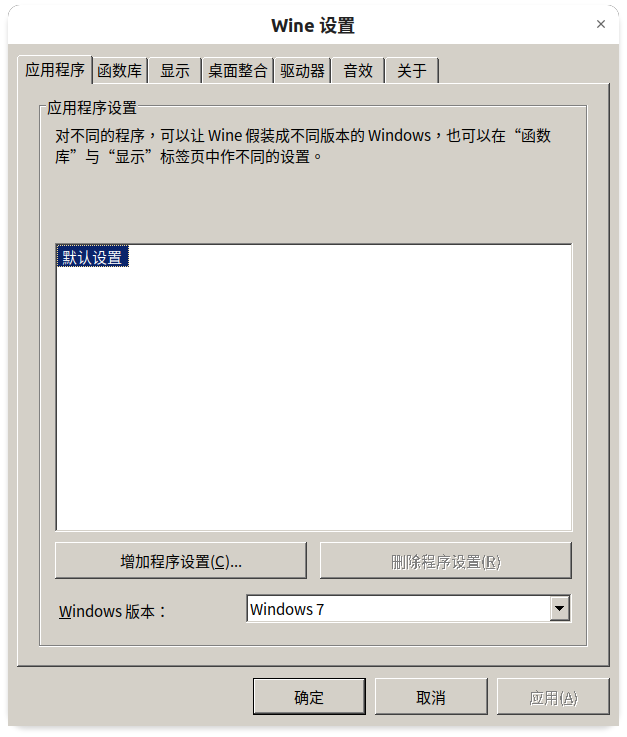 Wine 设置
×
应用程序 函数库 显示 桌面整合 驱动器 音效 关于
应用程序设置
对不同的程序，可以让 Wine 假装成不同版本的 Windows，也可以在“函数
库”与“显示”标签页中作不同的设置。
默认设置
增加程序设置(C)... 删除程序设置(R)
Windows 版本： Windows 7
确定 取消 应用(A)